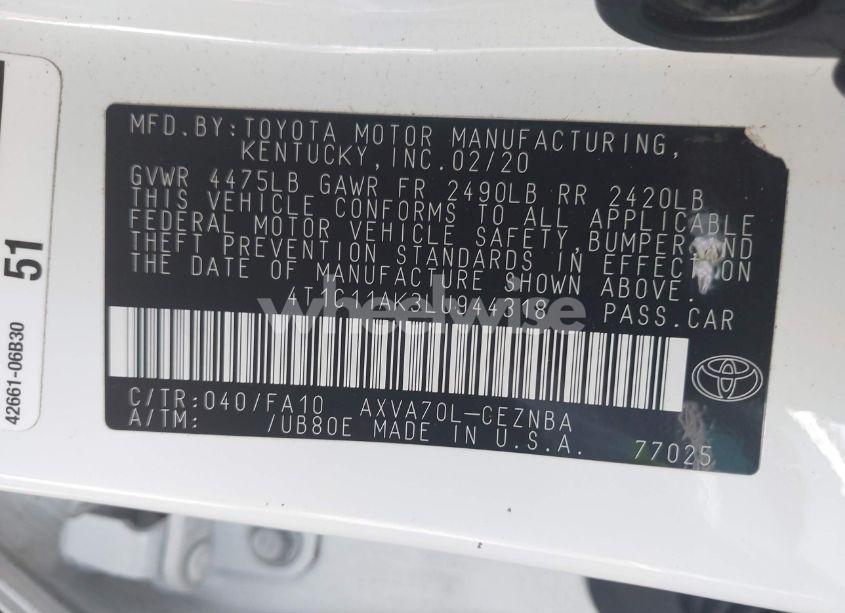 MFD.BY:TOYOTA MOTOR MANUFACTURING,
KENTUCKY,INC.02/20
GVWR 4475LB GAWR FR 2490LB RR 2420LB
THIS VEHICLE CONFORMS TO ALL APPLICABLE
FEDERAL MOTOR VEHICLE SAFETY,BUMPER,AND
THEFT PREVENTION STANDARDS IN EFFECT ON
THE DATE OF MANUFACTURE SHOWN ABOVE.
4T1C11AK3LU944318 PASS.CAR
wheelwise
C/TR:040/FA10 AXVA70L-CEZNBA
A/TM: /UB80E MADE IN U.S.A.
77025
51
42661-06B30